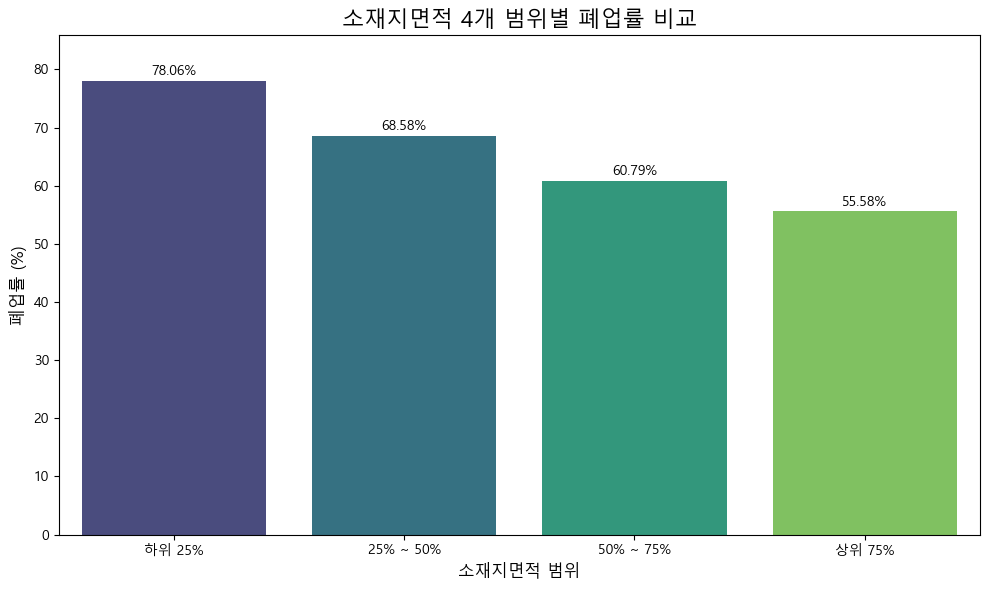 소재지면적 4개 범위별 폐업률 비교
폐업률 (%)
80
70
60
50
40
30
20
10
0
78.06%
68.58%
60.79%
55.58%
하위 25%
25% ~ 50%
50% ~ 75%
상위 75%
소재지면적 범위